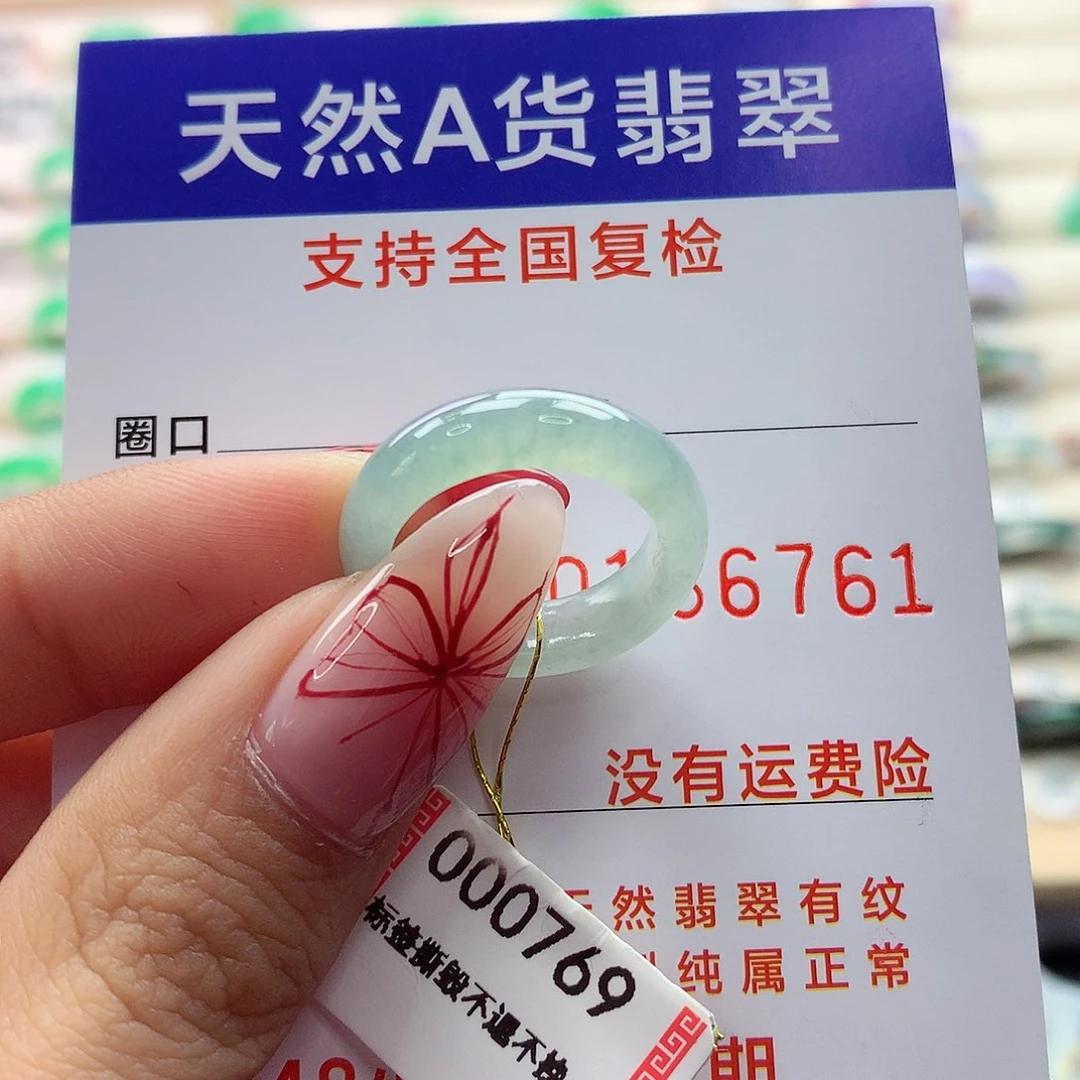 天然A货翡翠
支持全国复检
圈口
6761
没有运费险
然翡翠有纹
纯属正常
期
000769
标签撕毁不退不换